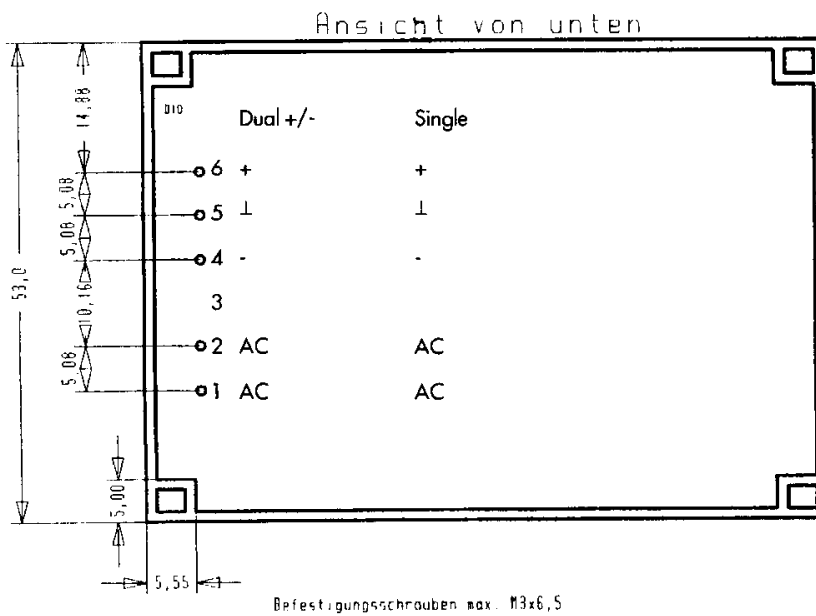 Ansicht von unten
14,88
D10
Dual +/- Single
6 + +
5,08
5 ⊥ ⊥
5,08
4 - -
53,0
10,16
3
2 AC AC
5,08
1 AC AC
5,00
5,55
Befestigungsschrauben max. M3x6,5